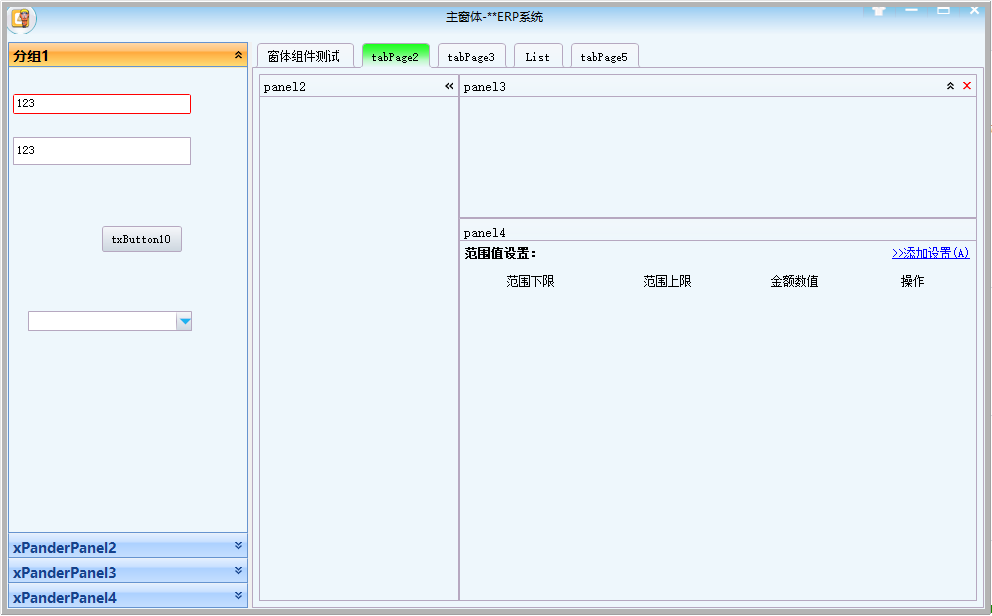 主窗体-**ERP系统
分组1
123
123
txButton10
xPanderPanel2
xPanderPanel3
xPanderPanel4
窗体组件测试 tabPage2 tabPage3 List tabPage5
panel2
panel3
panel4
范围值设置： >>添加设置(A)
范围下限 范围上限 金额数值 操作